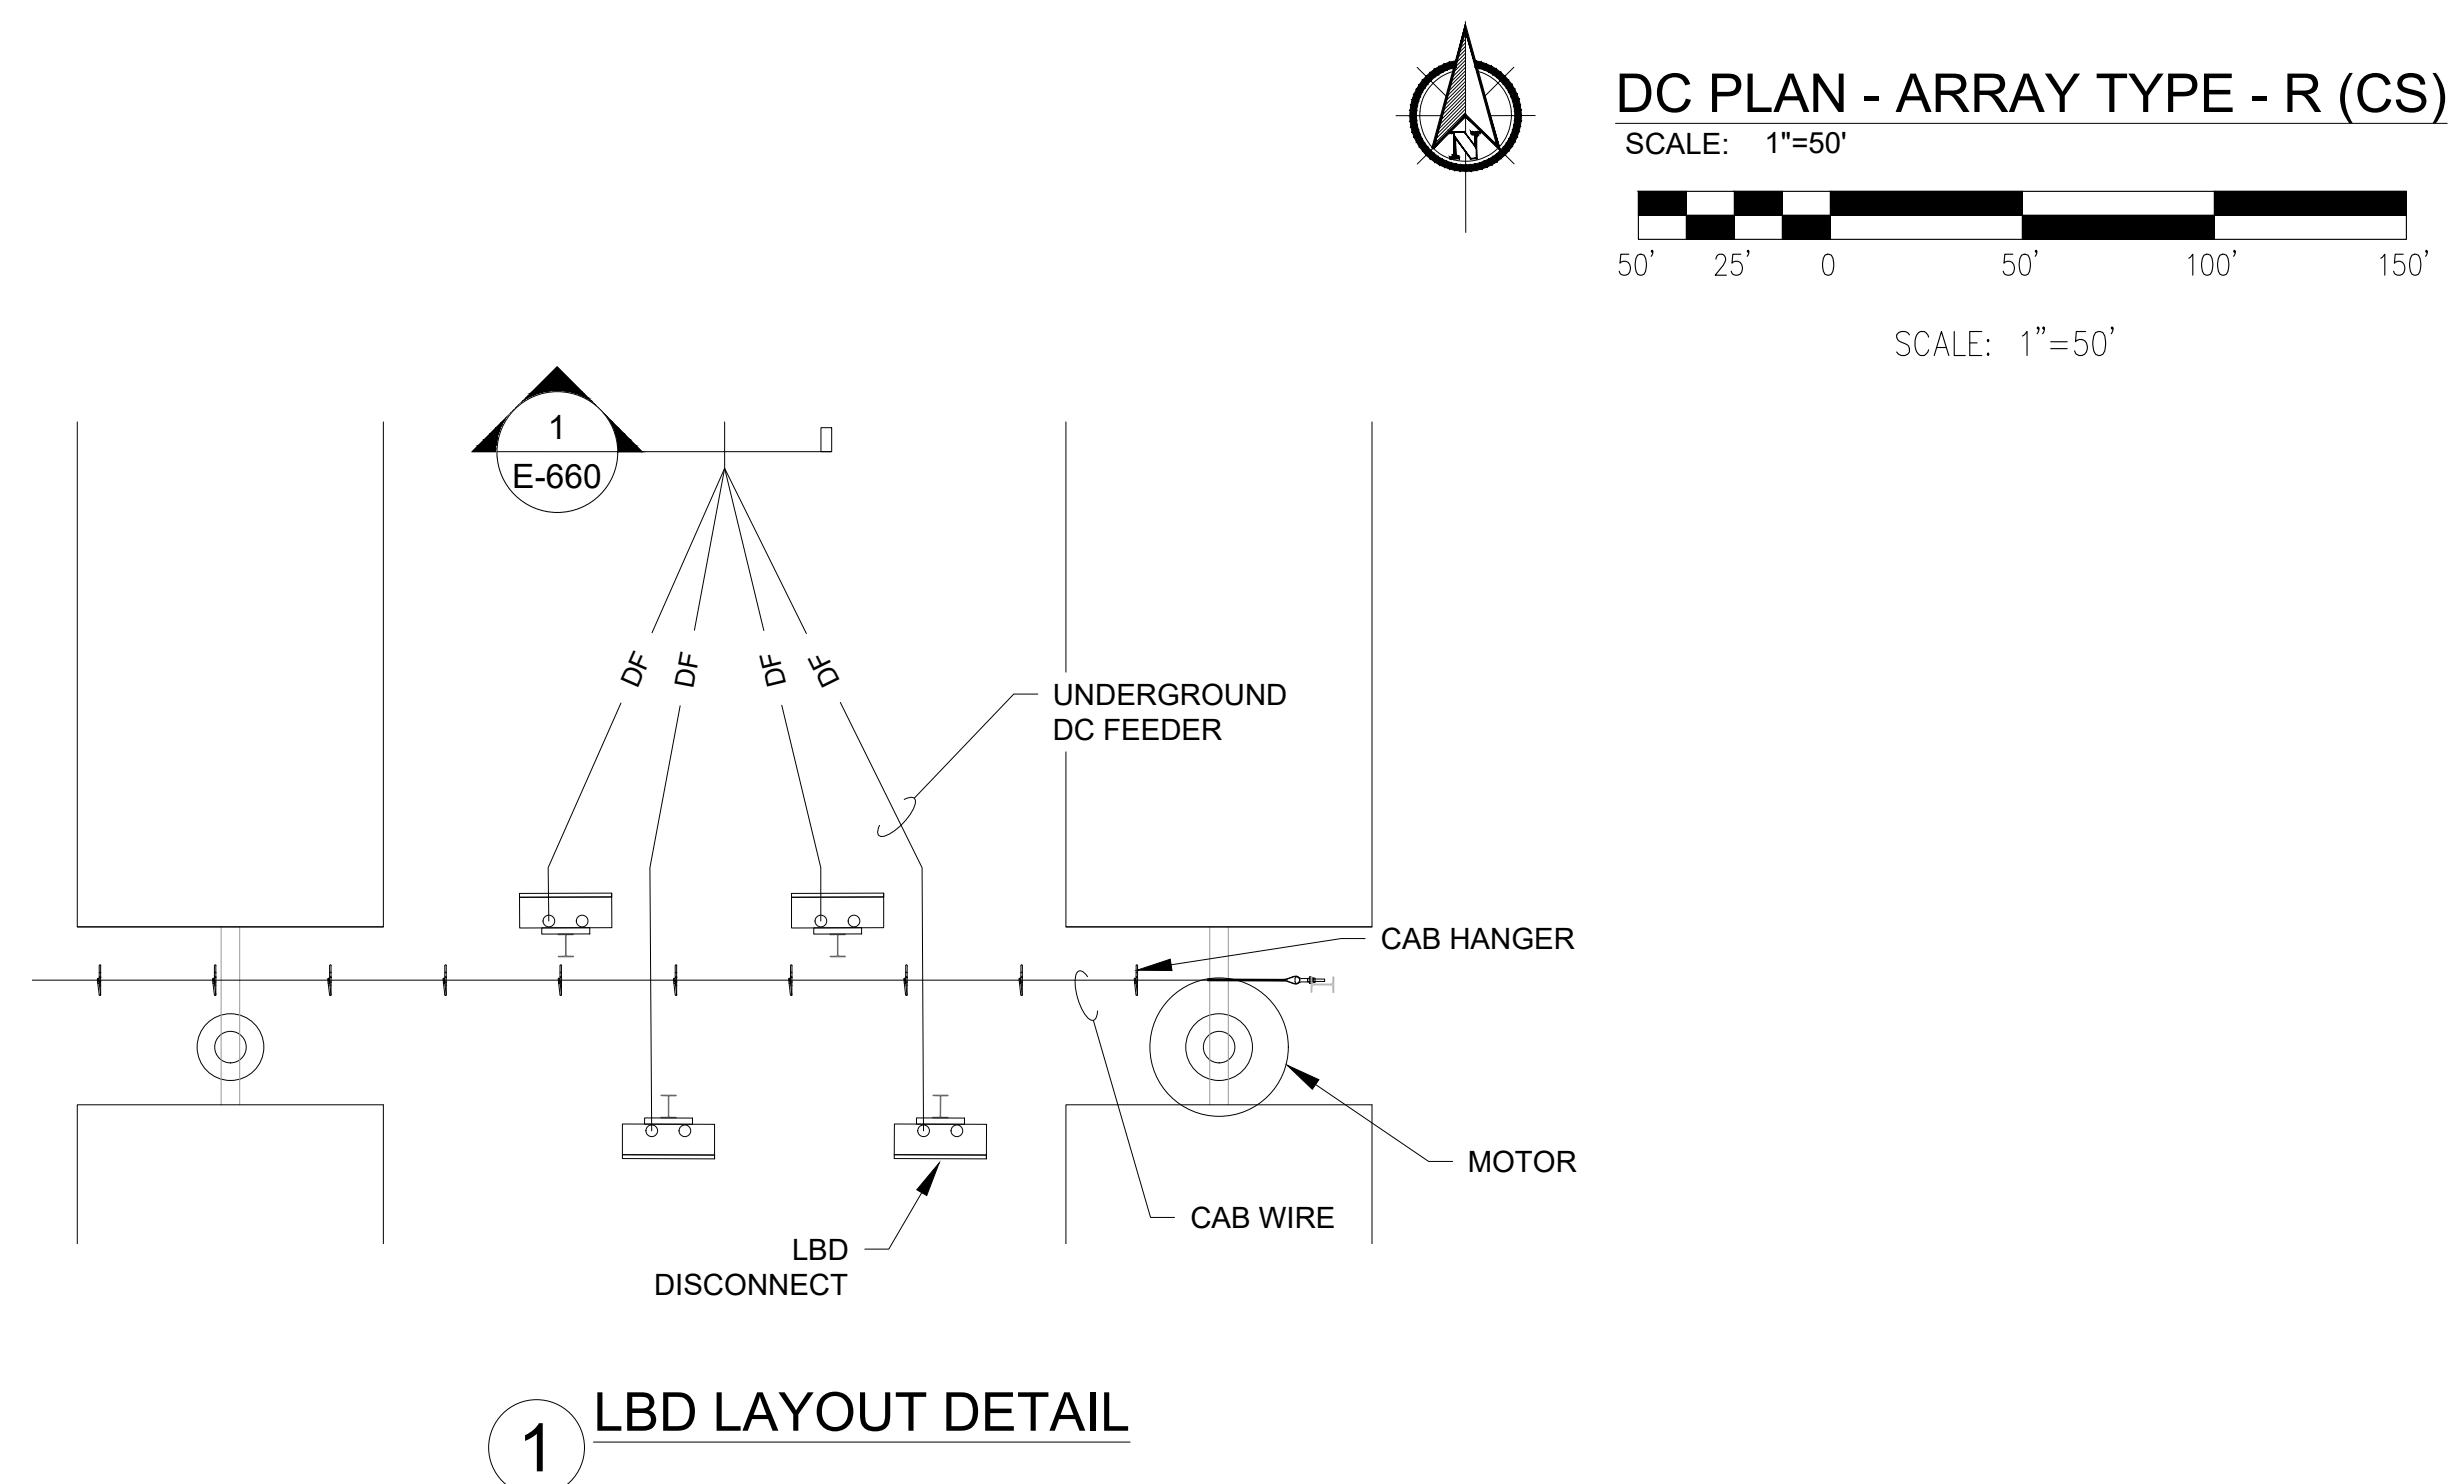 N
DC PLAN - ARRAY TYPE - R (CS)
SCALE: 1"=50'
50' 25' 0 50' 100' 150'
SCALE: 1"=50'
1
E-660
DF DF DF DF
UNDERGROUND
DC FEEDER
CAB HANGER
MOTOR
CAB WIRE
LBD
DISCONNECT
1 LBD LAYOUT DETAIL